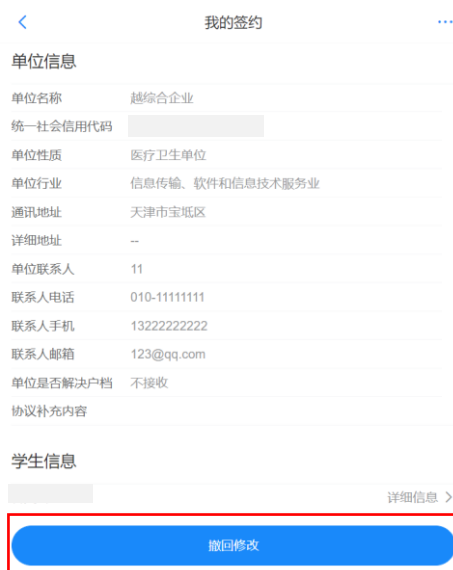 我的签约
单位信息
单位名称 越综合企业
统一社会信用代码
单位性质 医疗卫生单位
单位行业 信息传输、软件和信息技术服务业
通讯地址 天津市宝坻区
详细地址 --
单位联系人 11
联系人电话 010-11111111
联系人手机 13222222222
联系人邮箱 123@qq.com
单位是否解决户档 不接收
协议补充内容
学生信息
详细信息
撤回修改